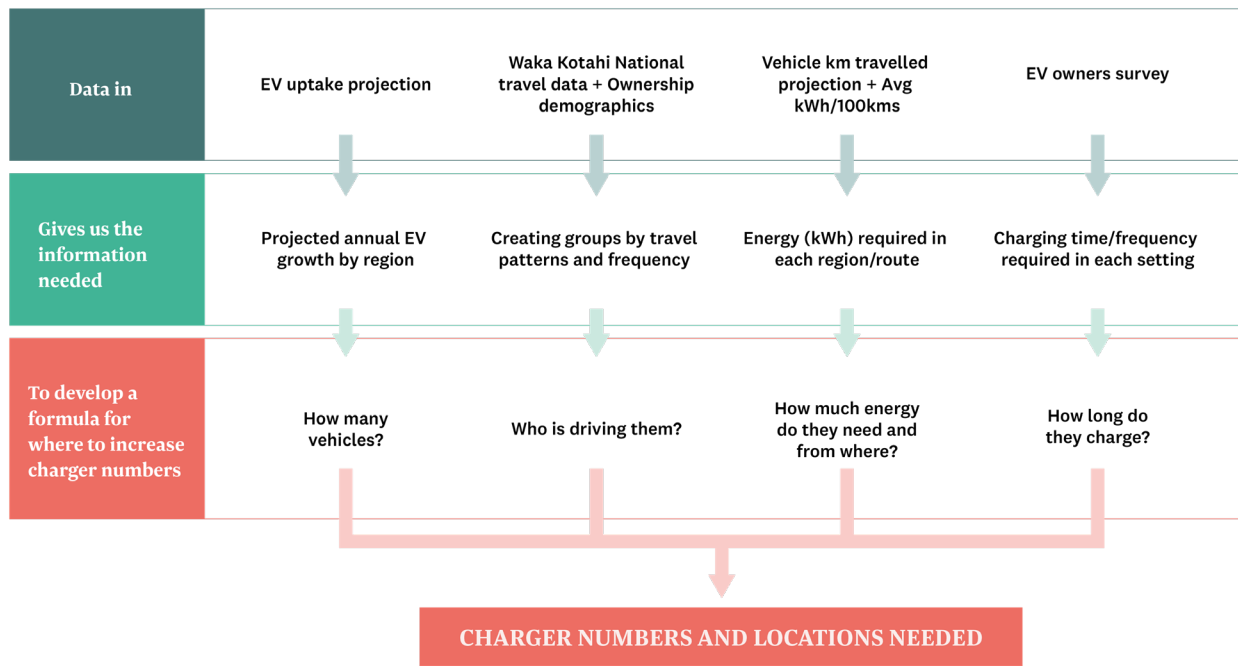 Data in
EV uptake projection
Waka Kotahi National
travel data + Ownership
demographics
Vehicle km travelled
projection + Avg
kWh/100kms
EV owners survey
Gives us the
information
needed
Projected annual EV
growth by region
Creating groups by travel
patterns and frequency
Energy (kWh) required in
each region/route
Charging time/frequency
required in each setting
To develop a
formula for
where to increase
charger numbers
How many
vehicles?
Who is driving them?
How much energy
do they need and
from where?
How long do
they charge?
CHARGER NUMBERS AND LOCATIONS NEEDED